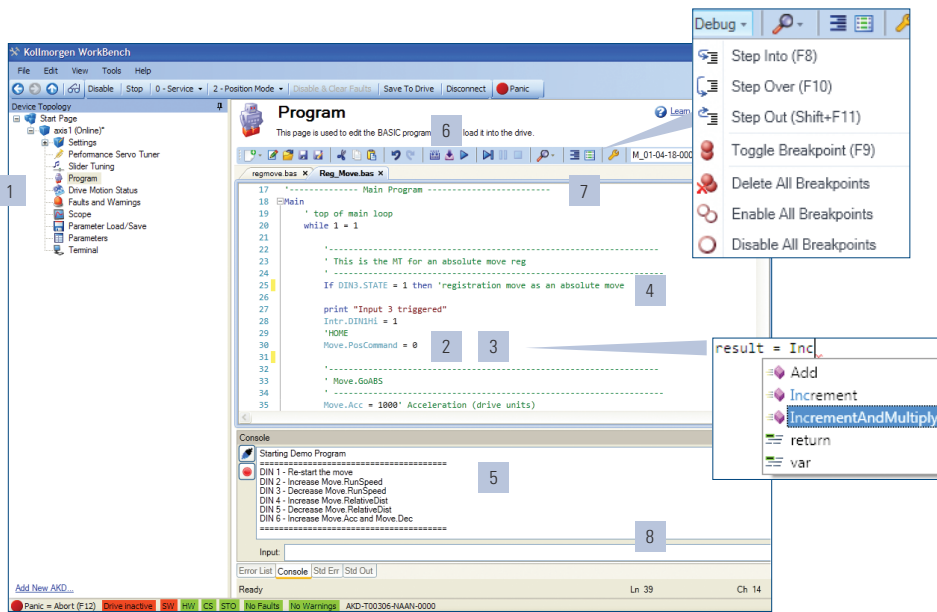 Kollmorgen WorkBench
File Edit View Tools Help
Disable Stop 0 - Service 2 - Position Mode Disable & Clear Faults Save To Drive Disconnect Panic
Device Topology
Start Page
axis1 (Online)*
Settings
Performance Servo Tuner
Slider Tuning
Program
Drive Motion Status
Faults and Warnings
Scope
Parameter Load/Save
Parameters
Terminal
Add New AKD...
1
Program
Learn
This page is used to edit the BASIC program load it into the drive.
6
M_01-04-18-000
7
regmove.bas Reg_Move.bas
17 '------------ Main Program ------------------------
18 Main
19 ' top of main loop
20 while 1 = 1
21
22 '----------------------------------------------------------------
23 ' This is the MT for an absolute move reg
24 ' ---------------------------------------------------------------
25 If DIN3.STATE = 1 then 'registration move as an absolute move
26
27 print "Input 3 triggered"
28 Intr.DIN1Hi = 1
29 'HOME
30 Move.PosCommand = 0
31
32 '----------------------------------------------------------------
33 ' Move.GoABS
34 ' ---------------------------------------------------------------
35 Move.Acc = 1000' Acceleration (drive units)
4
2
3
Console
Starting Demo Program
========================================
DIN 1 - Re-start the move
DIN 2 - Increase Move.RunSpeed
DIN 3 - Decrease Move.RunSpeed
DIN 4 - Increase Move.RelativeDist
DIN 5 - Decrease Move.RelativeDist
DIN 6 - Increase Move.Acc and Move.Dec
========================================
5
8
Input:
Error List Console Std Err Std Out
Ready Ln 39 Ch 14
Panic = Abort (F12) Drive inactive SW HW CS STO No Faults No Warnings AKD-T00306-NAAN-0000
Debug
Step Into (F8)
Step Over (F10)
Step Out (Shift+F11)
Toggle Breakpoint (F9)
Delete All Breakpoints
Enable All Breakpoints
Disable All Breakpoints
result = Inc
Add
Increment
IncrementAndMultiply
return
var